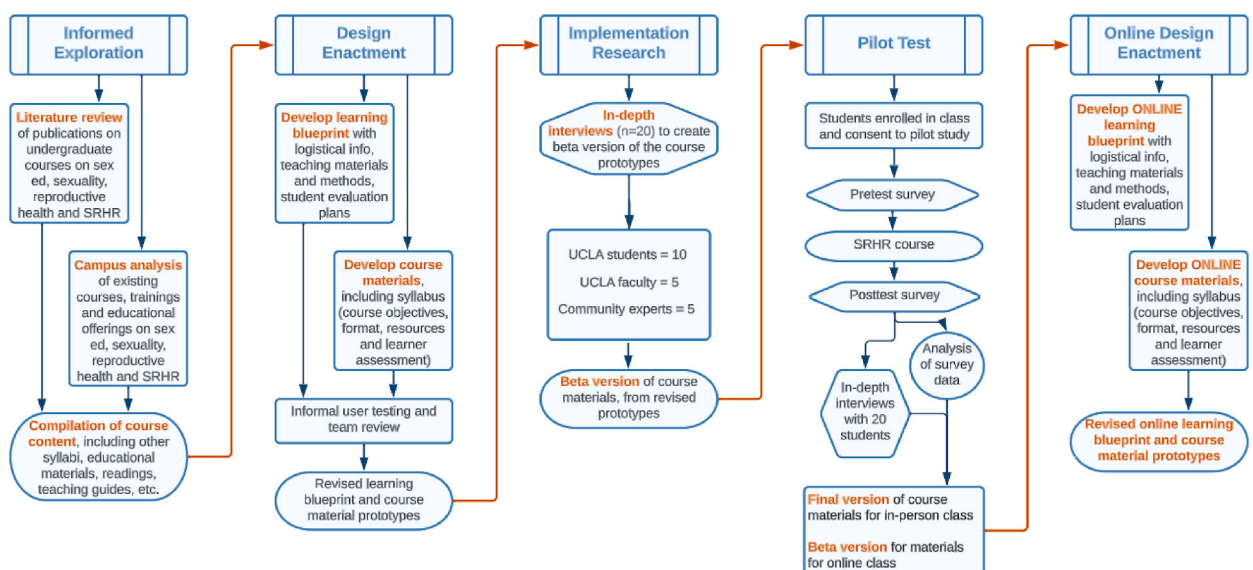 Informed
Exploration
Literature review
of publications on
undergraduate
courses on sex
ed, sexuality,
reproductive
health and SRHR
Campus analysis
of existing
courses, trainings
and educational
offerings on sex
ed, sexuality,
reproductive
health and SRHR
Compilation of course
content, including other
syllabi, educational
materials, readings,
teaching guides, etc.
Design
Enactment
Develop learning
blueprint with
logistical info,
teaching materials
and methods,
student evaluation
plans
Develop course
materials,
including syllabus
(course objectives,
format, resources
and learner
assessment)
Informal user testing and
team review
Revised learning
blueprint and course
material prototypes
Implementation
Research
In-depth
interviews (n=20) to create
beta version of the course
prototypes
UCLA students = 10
UCLA faculty = 5
Community experts = 5
Beta version of course
materials, from revised
prototypes
Pilot Test
Students enrolled in class
and consent to pilot study
Pretest survey
SRHR course
Posttest survey
Analysis
of survey
data
In-depth
interviews
with 20
students
Final version of course
materials for in-person class
Beta version for materials
for online class
Online Design
Enactment
Develop ONLINE
learning
blueprint with
logistical info,
teaching materials
and methods,
student evaluation
plans
Develop ONLINE
course materials,
including syllabus
(course objectives,
format, resources
and learner
assessment)
Revised online learning
blueprint and course
material prototypes